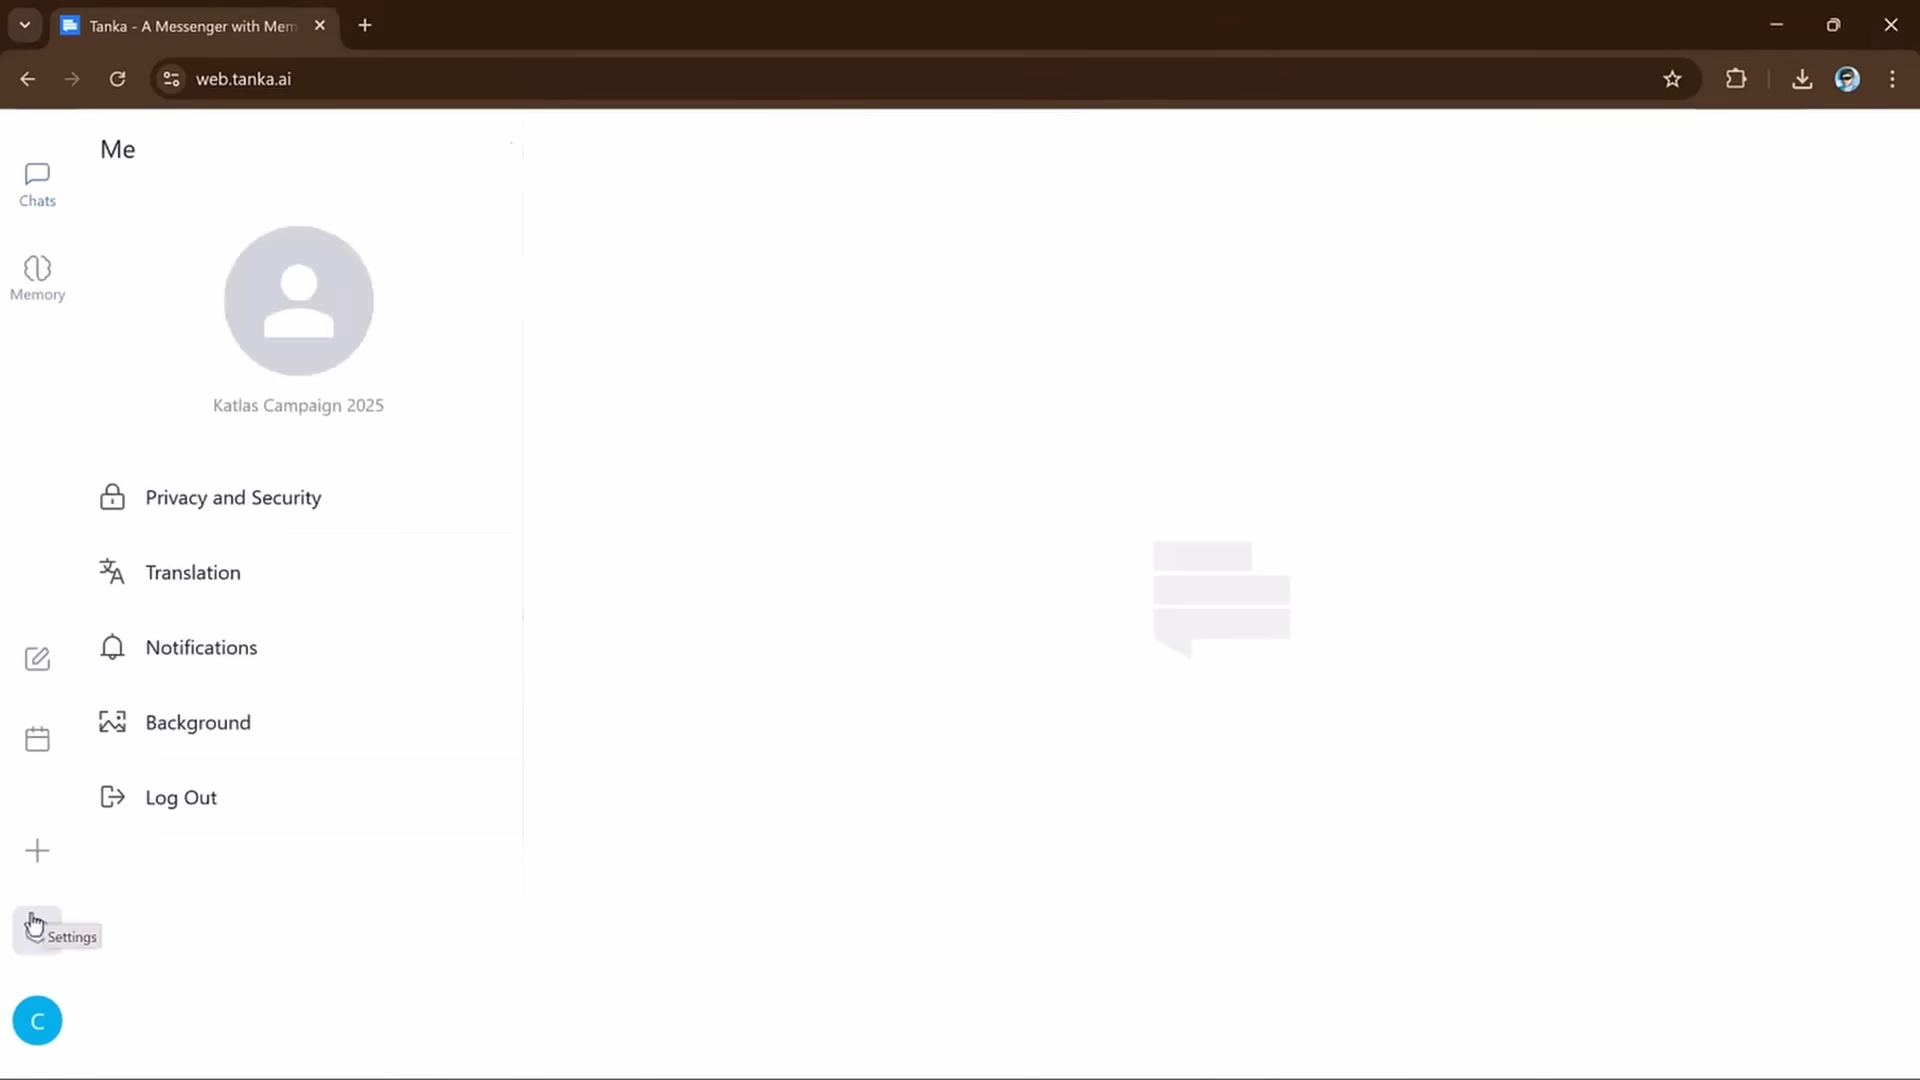 Tanka - A Messenger with Mem
web.tanka.ai
Me
Chats
Memory
Katlas Campaign 2025
Privacy and Security
Translation
Notifications
Background
Log Out
Settings
C